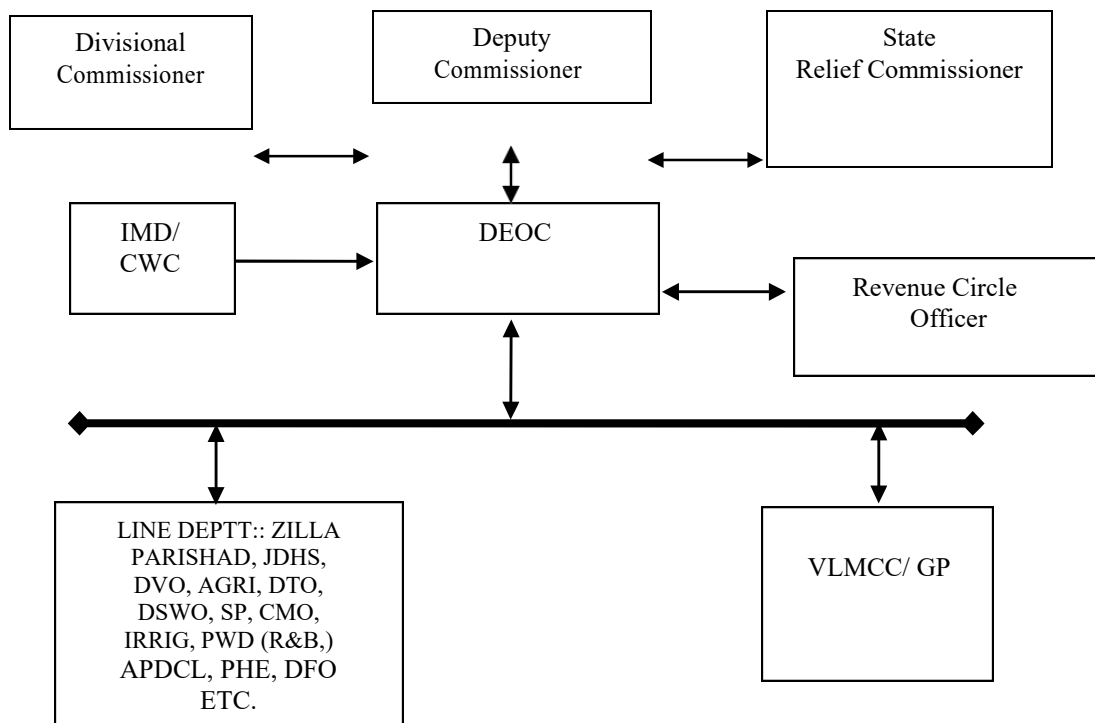 Divisional
Commissioner
Deputy
Commissioner
State
Relief Commissioner
IMD/
CWC
DEOC
Revenue Circle
Officer
LINE DEPTT:: ZILLA
PARISHAD, JDHS,
DVO, AGRI, DTO,
DSWO, SP, CMO,
IRRIG, PWD (R&B,)
APDCL, PHE, DFO
ETC.
VLMCC/ GP